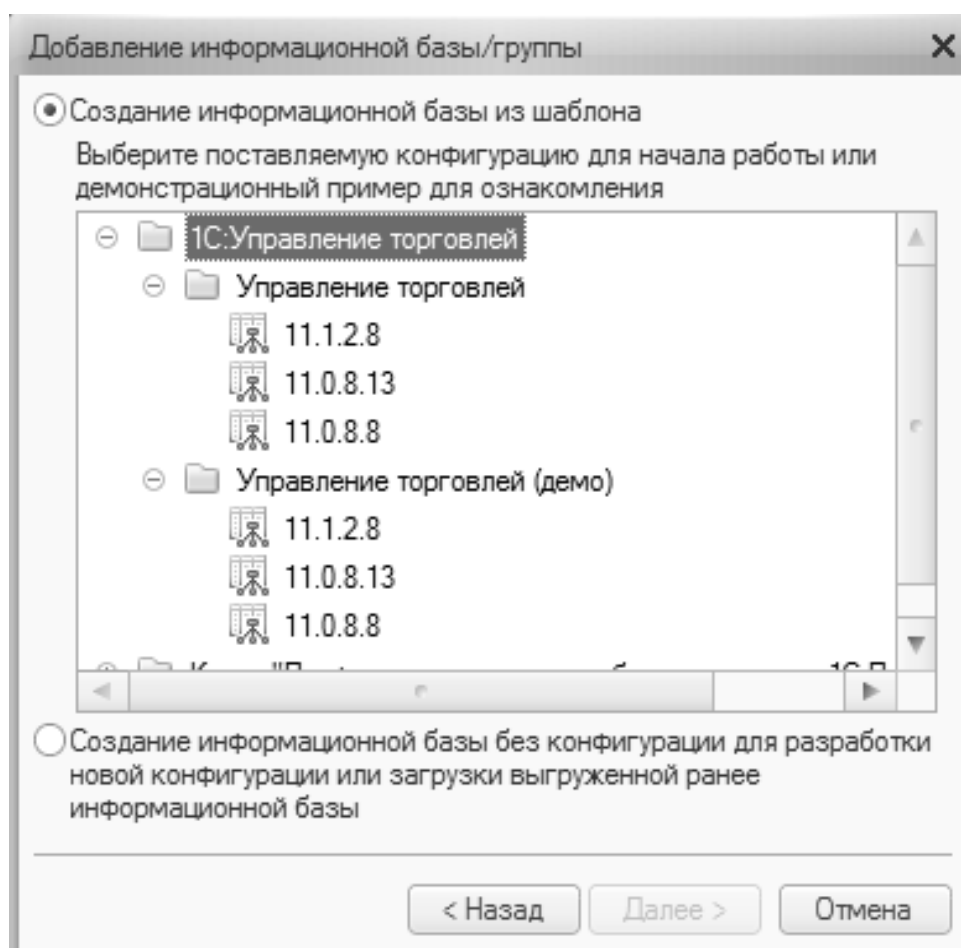 Добавление информационной базы/группы
Создание информационной базы из шаблона
Выберите поставляемую конфигурацию для начала работы или
демонстрационный пример для ознакомления
1С:Управление торговлей
Управление торговлей
11.1.2.8
11.0.8.13
11.0.8.8
Управление торговлей (демо)
11.1.2.8
11.0.8.13
11.0.8.8
Создание информационной базы без конфигурации для разработки
новой конфигурации или загрузки выгруженной ранее
информационной базы
< Назад
Далее >
Отмена